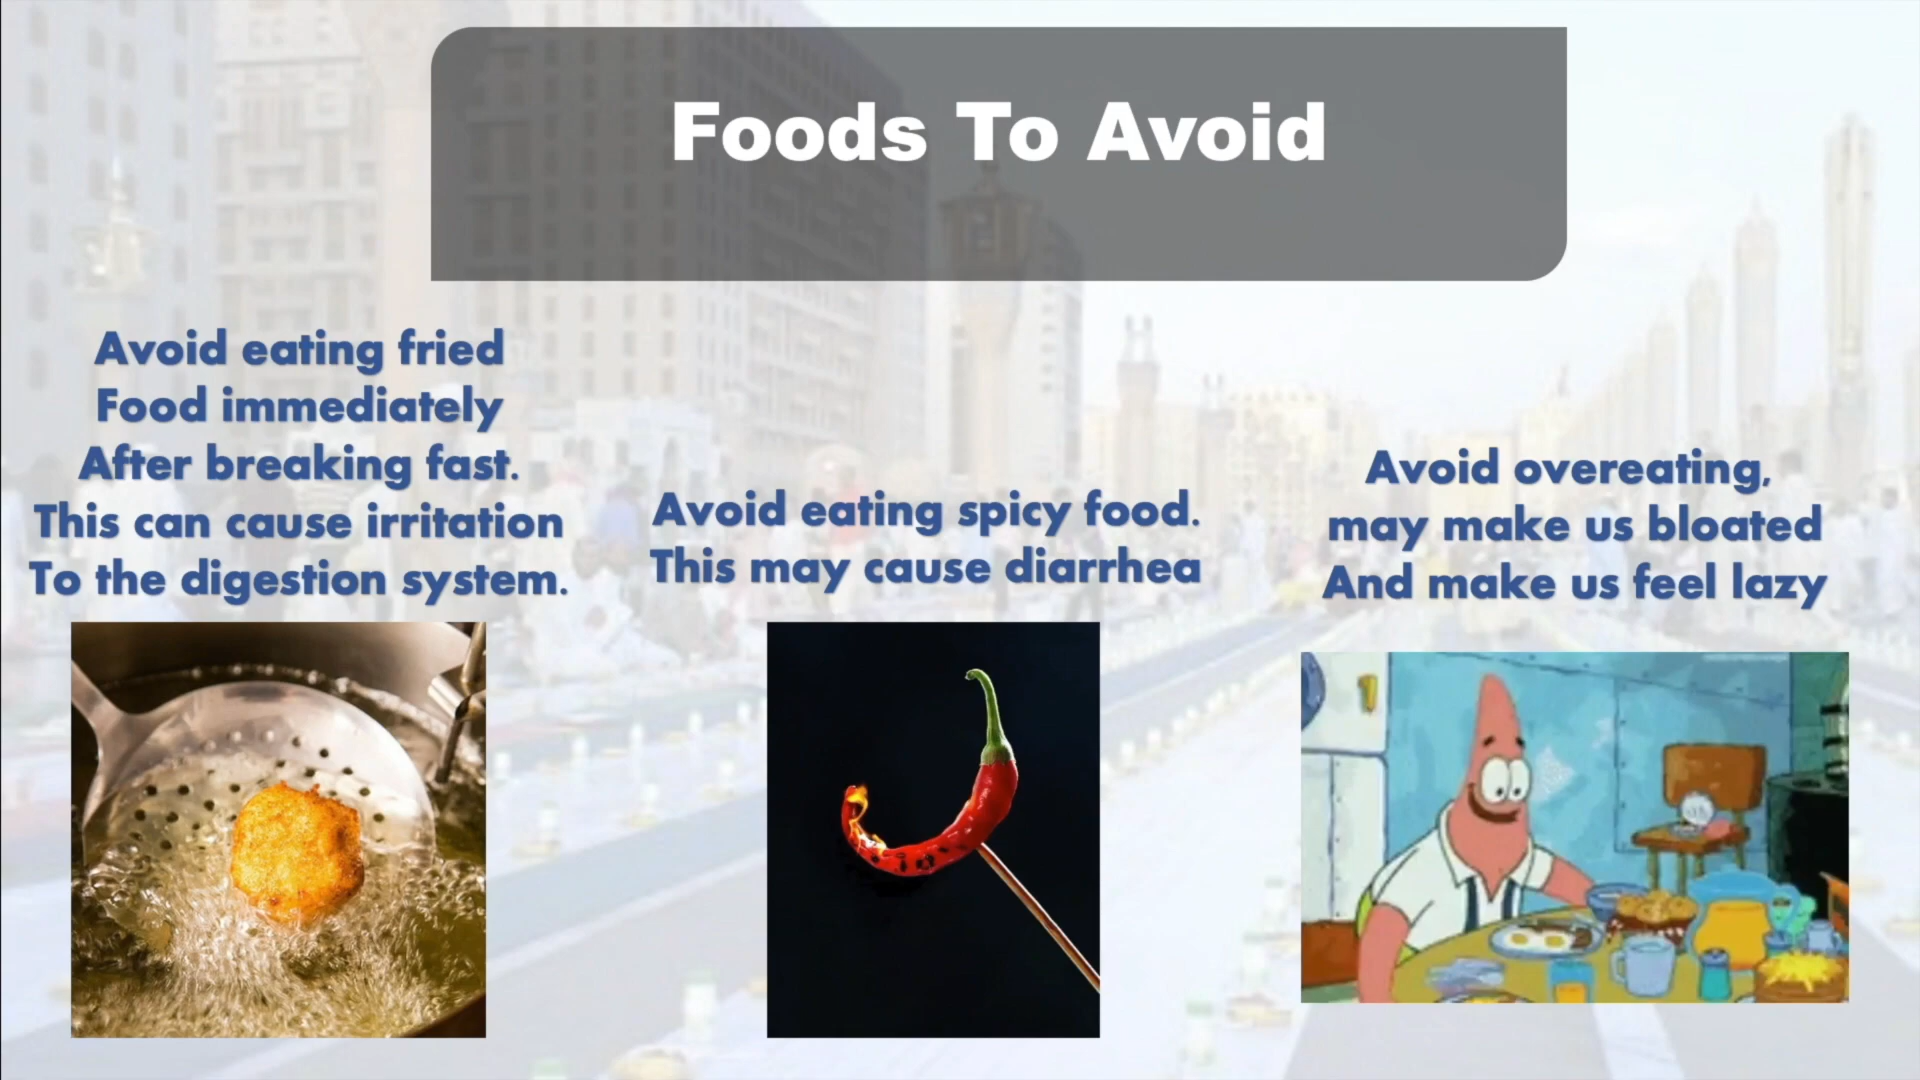 Foods To Avoid
Avoid eating fried
Food immediately
After breaking fast.
This can cause irritation
To the digestion system.
Avoid eating spicy food.
This may cause diarrhea
Avoid overeating,
may make us bloated
And make us feel lazy